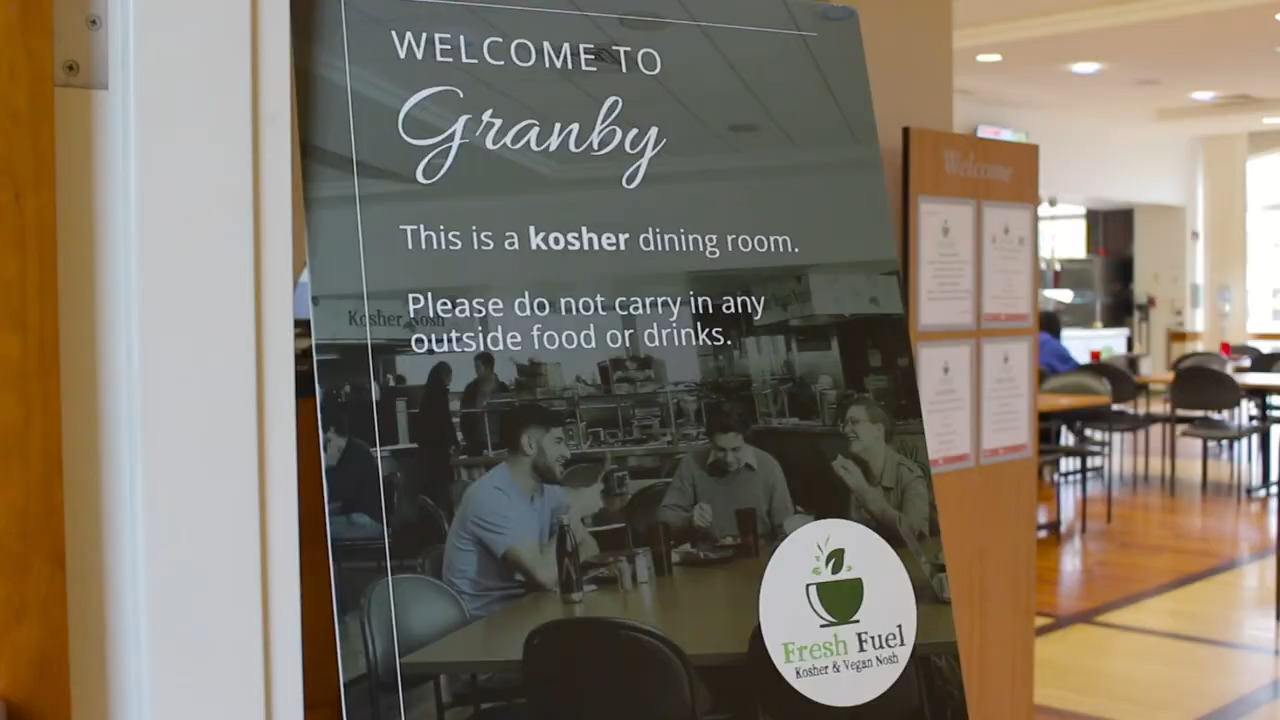 WELCOME TO
Granby
This is a kosher dining room.
Please do not carry in any
outside food or drinks.
Kosher Nosh
Fresh Fuel
Kosher & Vegan Nosh
Welcome